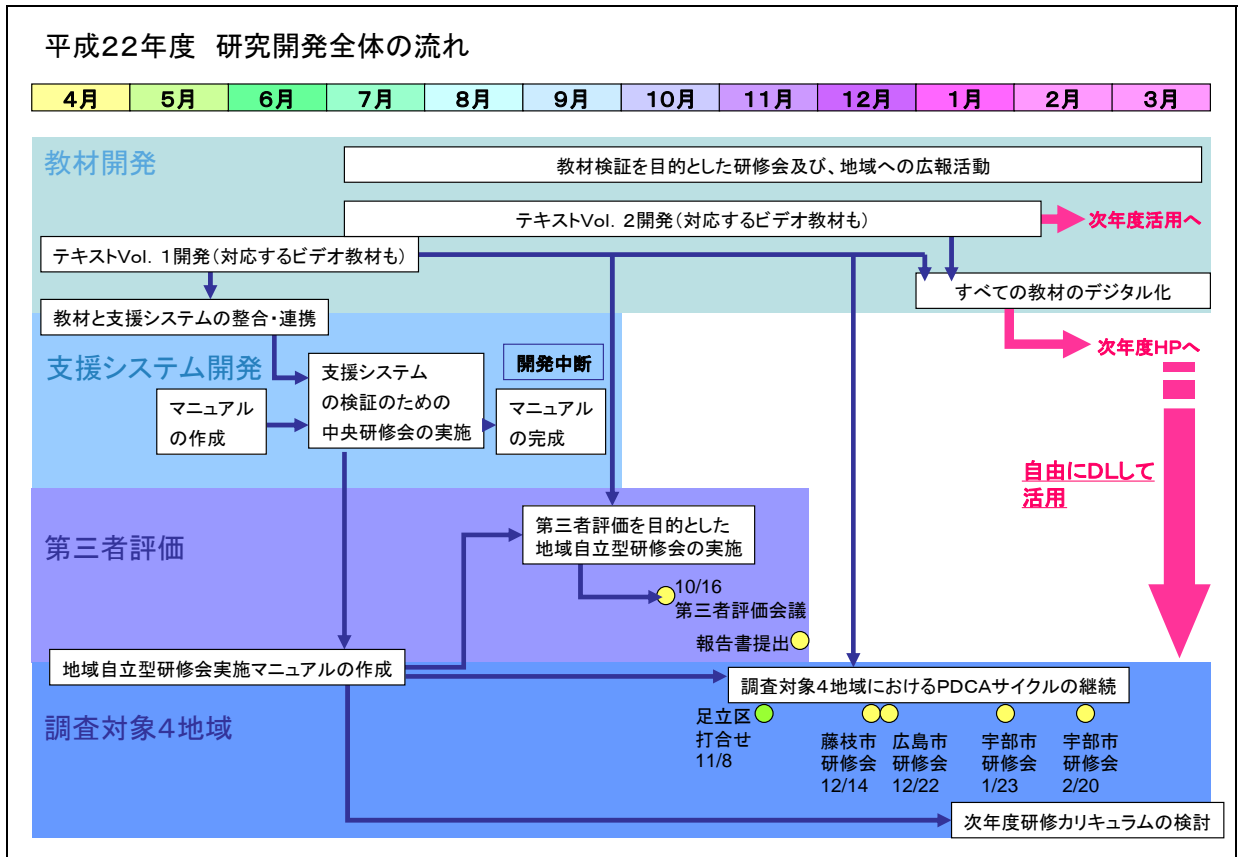 平成22年度 研究開発全体の流れ
4月 5月 6月 7月 8月 9月 10月 11月 12月 1月 2月 3月
教材開発
教材検証を目的とした研修会及び、地域への広報活動
テキストVol.2開発(対応するビデオ教材も)
次年度活用へ
テキストVol.1開発(対応するビデオ教材も)
すべての教材のデジタル化
教材と支援システムの整合・連携
次年度HPへ
支援システム開発
開発中断
支援システム
の検証のための
中央研修会の実施
マニュアル
の作成
マニュアル
の完成
自由にDLして
活用
第三者評価
第三者評価を目的とした
地域自立型研修会の実施
10/16
第三者評価会議
報告書提出
地域自立型研修会実施マニュアルの作成
調査対象4地域におけるPDCAサイクルの継続
調査対象4地域
足立区
打合せ
11/8
藤枝市
研修会
12/14
広島市
研修会
12/22
宇部市
研修会
1/23
宇部市
研修会
2/20
次年度研修カリキュラムの検討